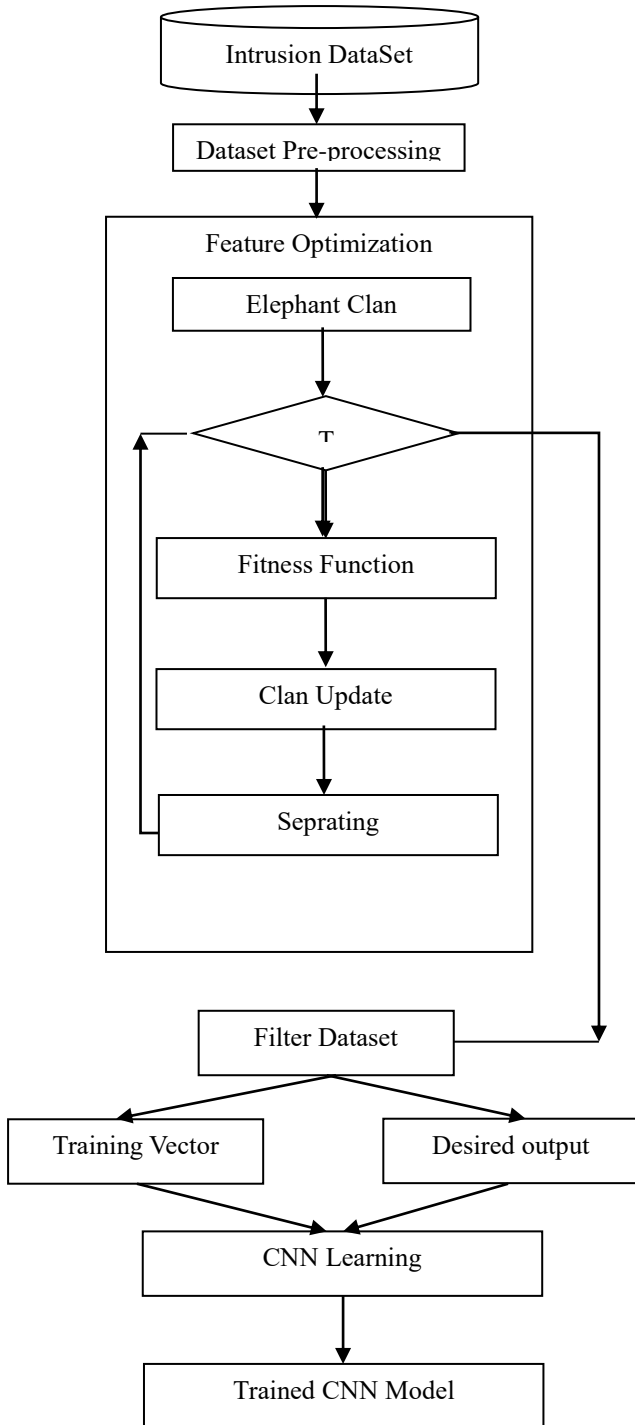 Intrusion DataSet
Dataset Pre-processing
Feature Optimization
Elephant Clan
T
Fitness Function
Clan Update
Seprating
Filter Dataset
Training Vector
Desired output
CNN Learning
Trained CNN Model